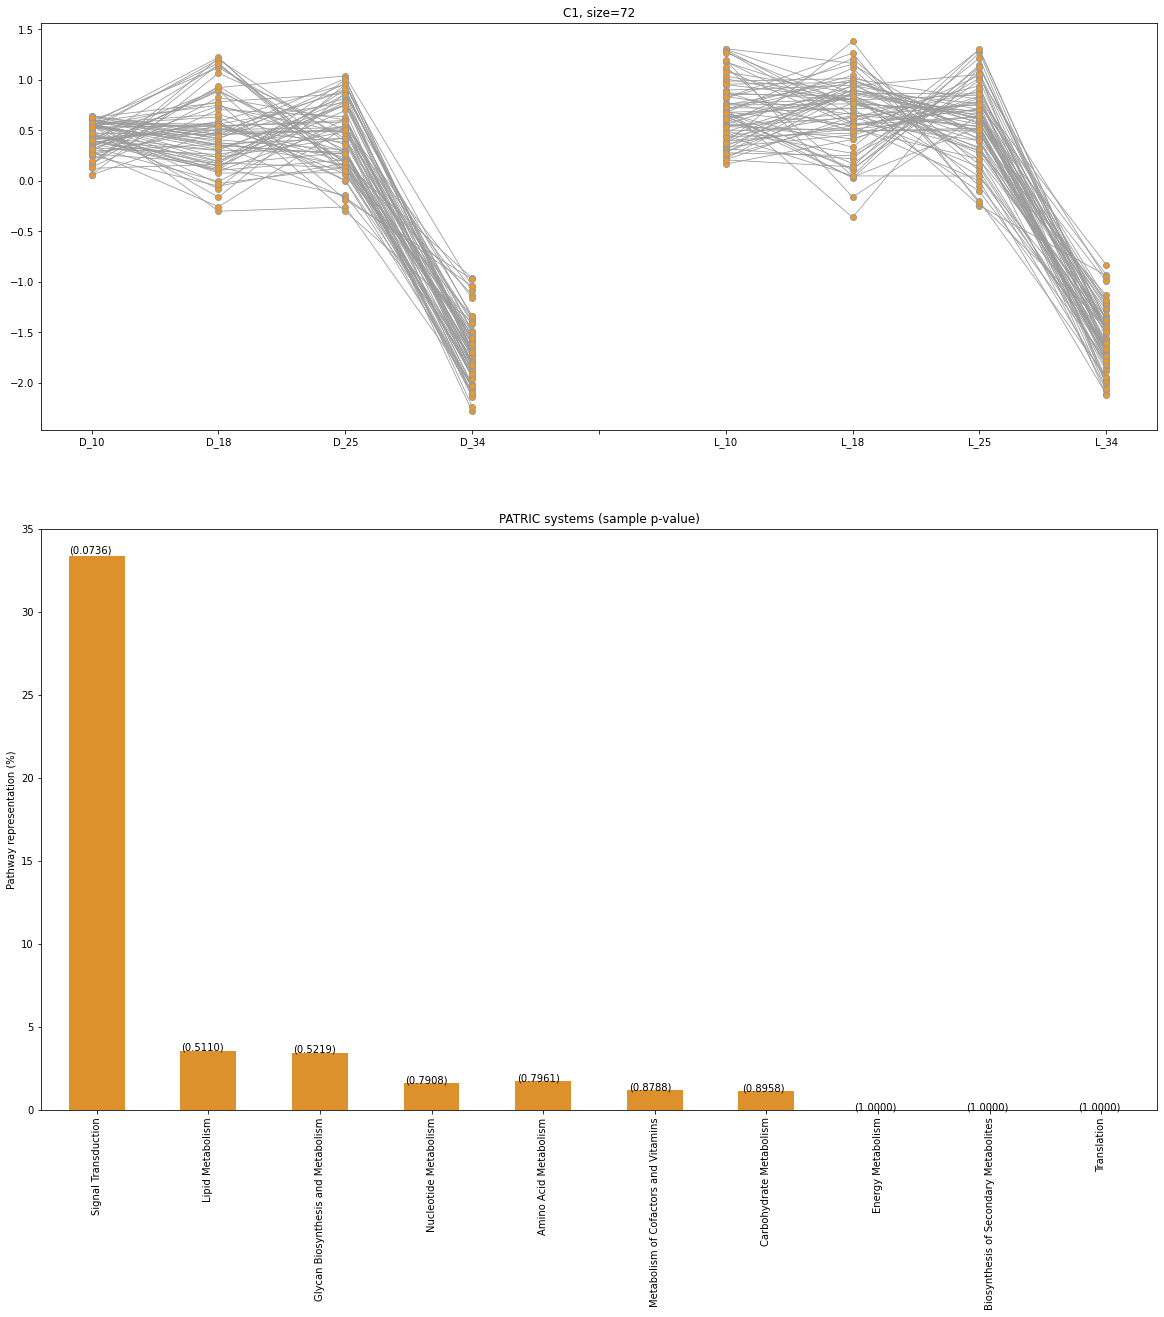 C1, size=72
1.5
1.0
0.5
0.0
−0.5
−1.0
−1.5
−2.0
D_10
D_18
D_25
D_34
L_10
L_18
L_25
L_34
PATRIC systems (sample p-value)
Pathway representation (%)
35
30
25
20
15
10
5
0
(0.0736)
(0.5110)
(0.5219)
(0.7908)
(0.7961)
(0.8788)
(0.8958)
(1.0000)
(1.0000)
(1.0000)
Signal Transduction
Lipid Metabolism
Glycan Biosynthesis and Metabolism
Nucleotide Metabolism
Amino Acid Metabolism
Metabolism of Cofactors and Vitamins
Carbohydrate Metabolism
Energy Metabolism
Biosynthesis of Secondary Metabolites
Translation